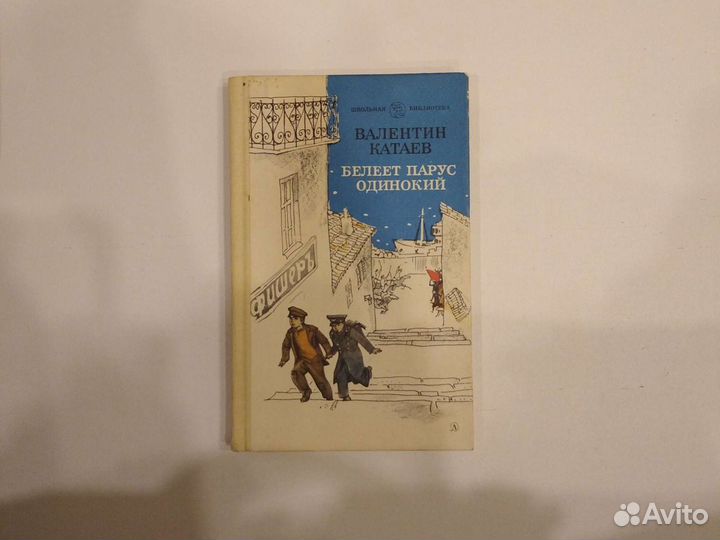 ШКОЛЬНАЯ БИБЛИОТЕКА
ВАЛЕНТИН
КАТАЕВ
БЕЛЕЕТ ПАРУС
ОДИНОКИЙ
ФИШЕРЪ
Avito